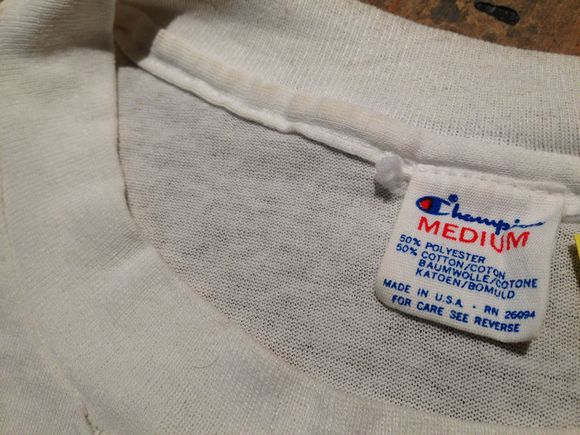 Champion
MEDIUM
50% POLYESTER
50% COTTON/COTON
BAUMWOLLE/COTONE
KATOEN/BOMULD
MADE IN U.S.A. - RN 26094
FOR CARE SEE REVERSE